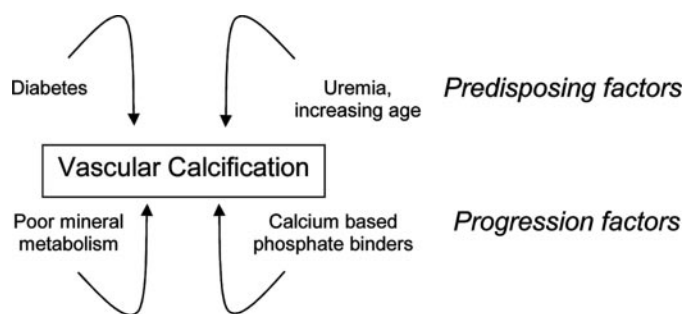 Diabetes
Uremia,
increasing age
Predisposing factors
Vascular Calcification
Poor mineral
metabolism
Calcium based
phosphate binders
Progression factors